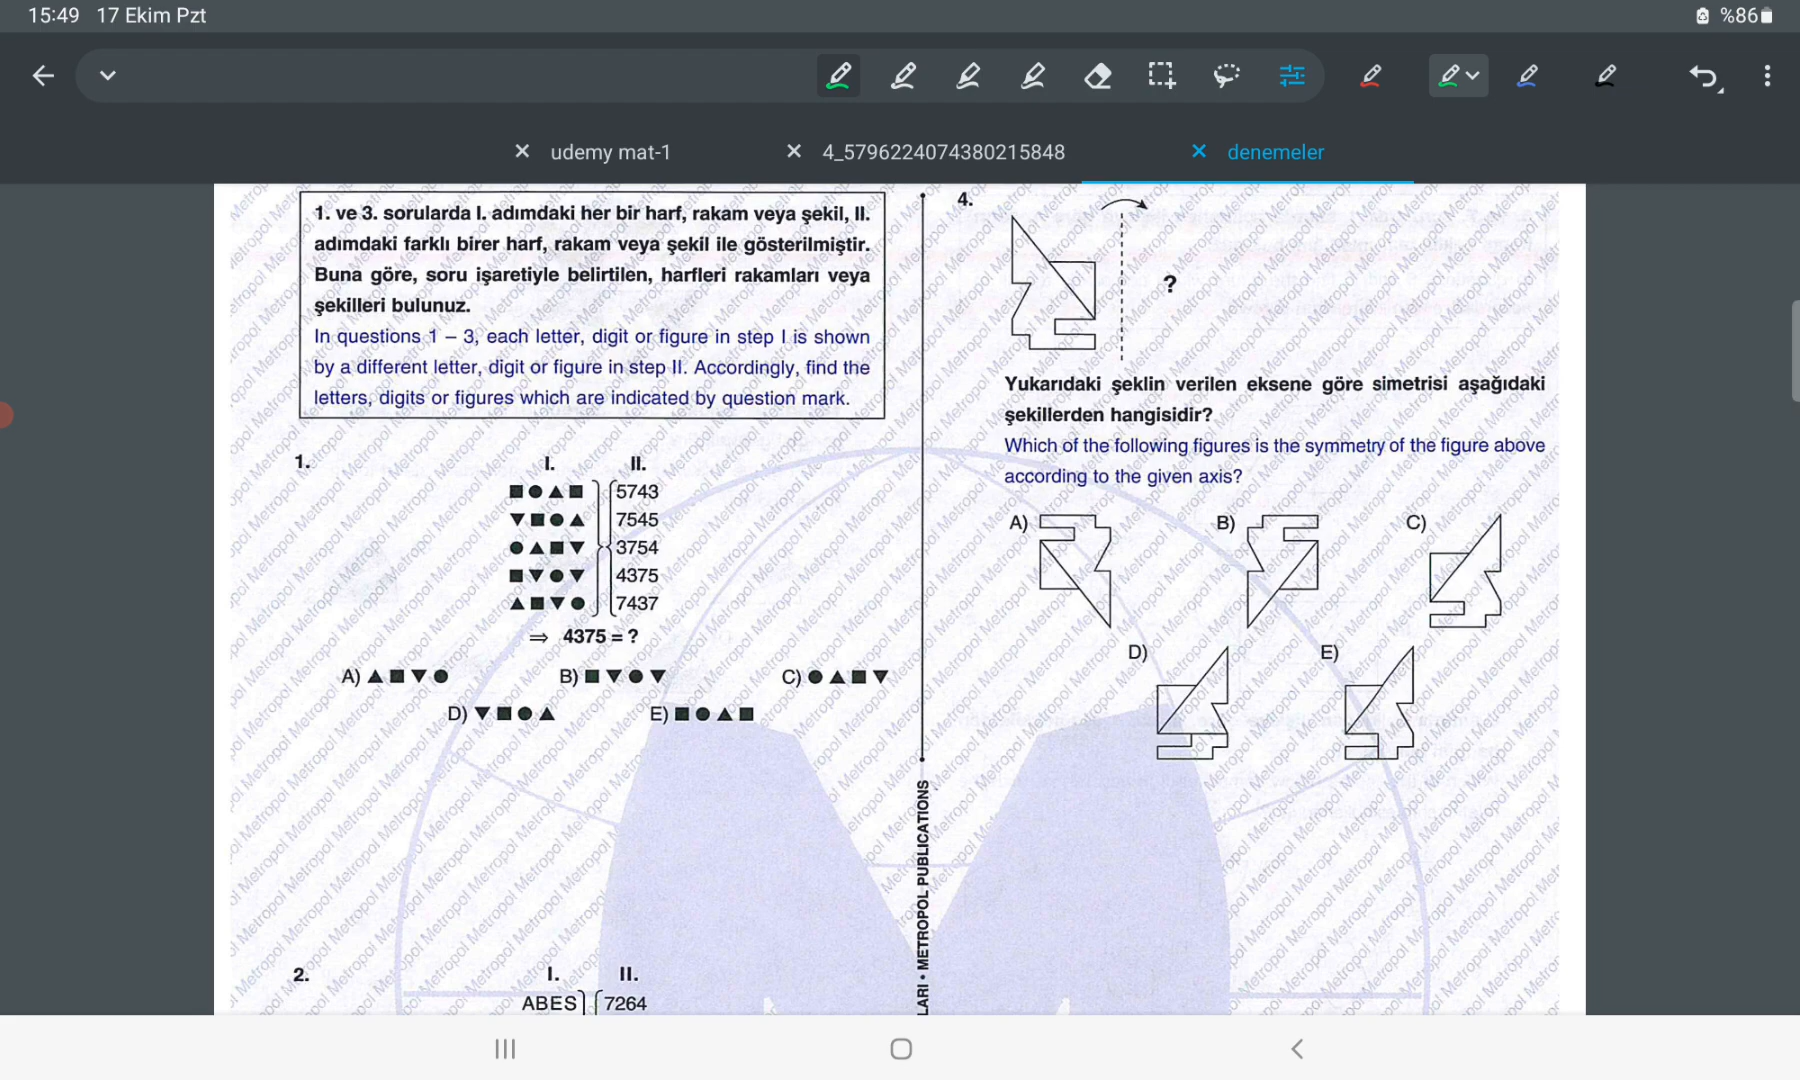 15:49 17 Ekim Pzt
%86
udemy mat-1
4_5796224074380215848
denemeler
1. ve 3. sorularda I. adımdaki her bir harf, rakam veya şekil, II.
adımdaki farklı birer harf, rakam veya şekil ile gösterilmiştir.
Buna göre, soru işaretiyle belirtilen, harfleri rakamları veya
şekilleri bulunuz.
In questions 1 – 3, each letter, digit or figure in step I is shown
by a different letter, digit or figure in step II. Accordingly, find the
letters, digits or figures which are indicated by question mark.
1.
I. II.
■●▲■ 5743
▼■●▲ 7545
●▲■▼ 3754
■▼●▼ 4375
▲■▼● 7437
⇒ 4375 = ?
A) ▲■▼● B) ■▼●▼ C) ●▲■▼
D) ▼■●▲ E) ■●▲■
2.
I. II.
ABES 7264
LARI • METROPOL PUBLICATIONS
4.
?
Yukarıdaki şeklin verilen eksene göre simetrisi aşağıdaki
şekillerden hangisidir?
Which of the following figures is the symmetry of the figure above
according to the given axis?
A) B) C)
D) E)